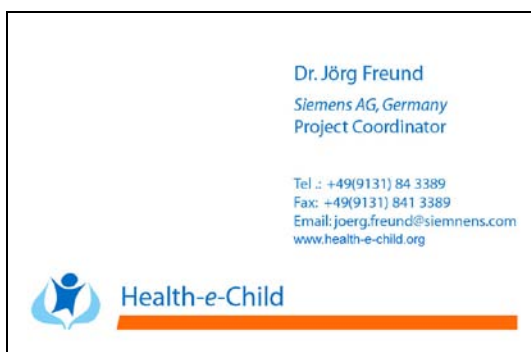 Dr. Jörg Freund
Siemens AG, Germany
Project Coordinator
Tel .: +49(9131) 84 3389
Fax: +49(9131) 841 3389
Email: joerg.freund@siemnens.com
www.health-e-child.org
Health-e-Child